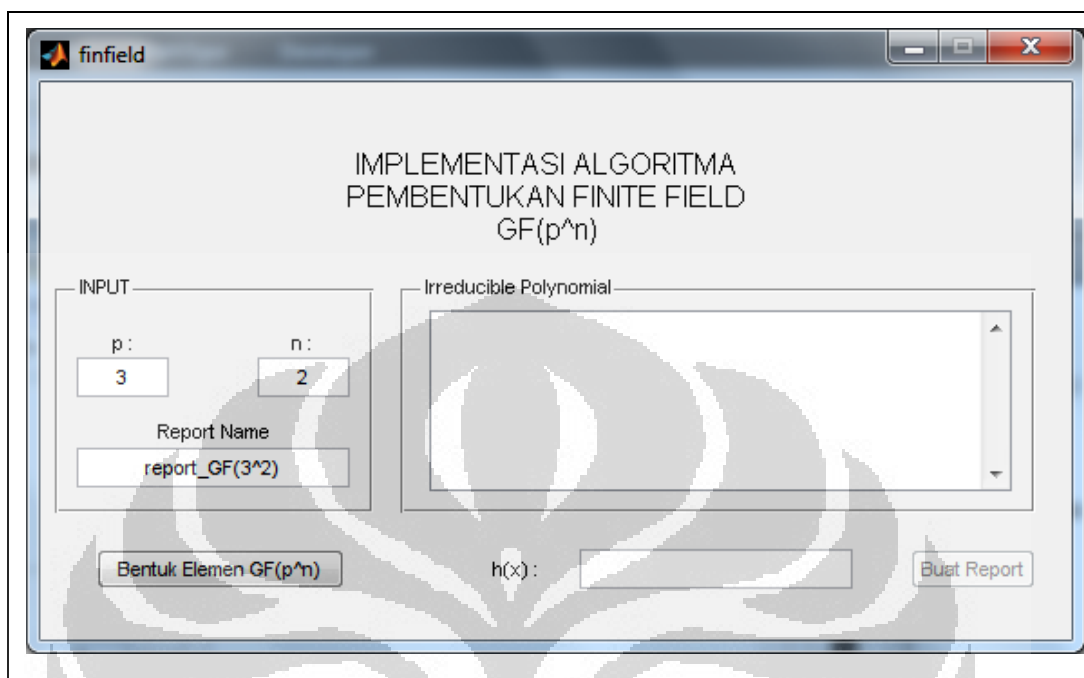 finfield
IMPLEMENTASI ALGORITMA
PEMBENTUKAN FINITE FIELD
GF(p^n)
INPUT
p :
n :
3
2
Report Name
report_GF(3^2)
Irreducible Polynomial
Bentuk Elemen GF(p^n)
h(x) :
Buat Report